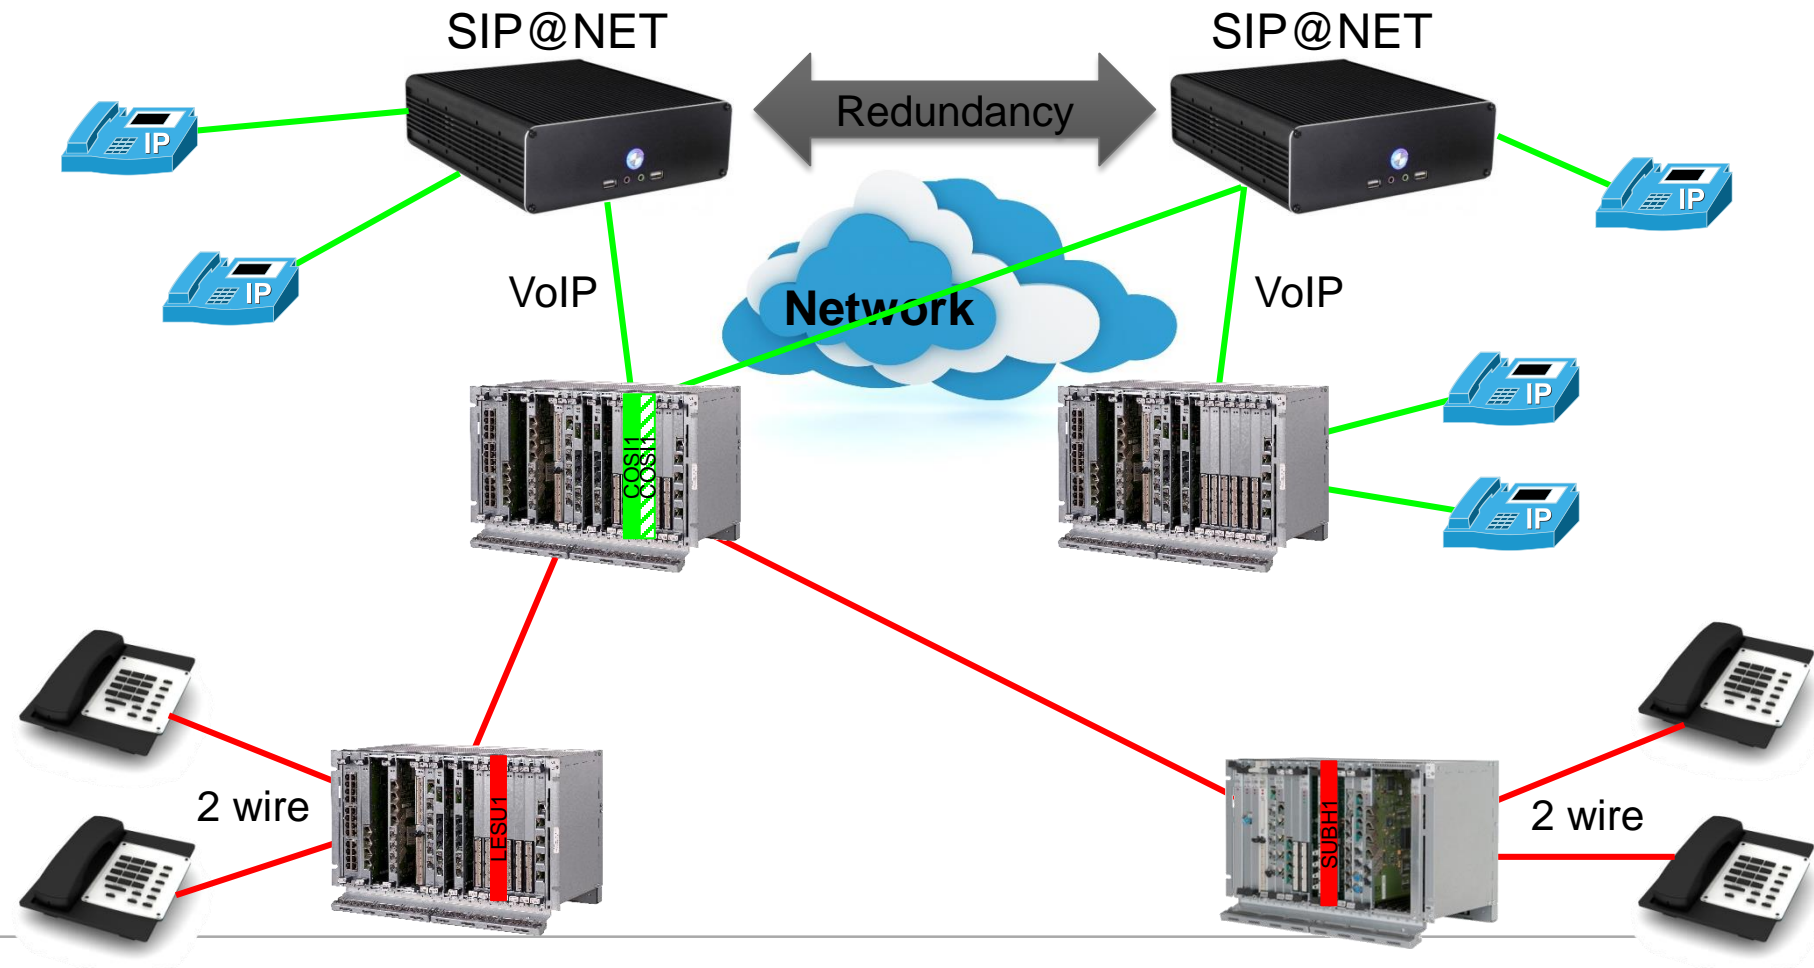 SIP@NET
SIP@NET
Redundancy
IP
IP
IP
VoIP
Network
VoIP
IP
IP
COSI1
COSI1
2 wire
LESU1
SUBH1
2 wire